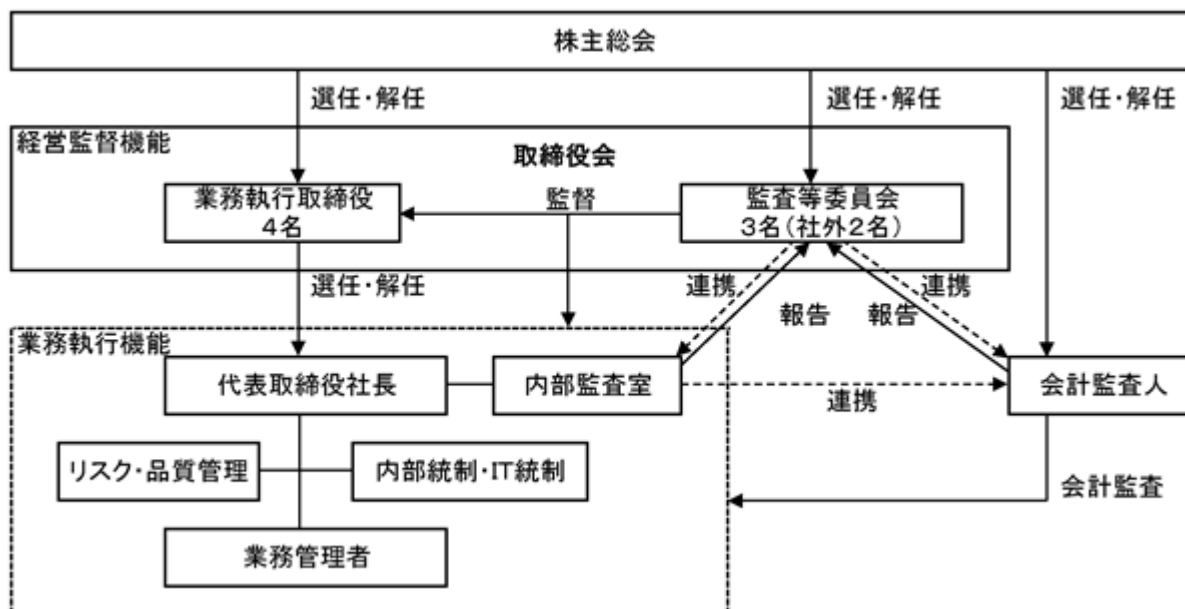 株主総会
選任・解任
選任・解任
選任・解任
経営監督機能
取締役会
業務執行取締役
4名
監督
監査等委員会
3名(社外2名)
選任・解任
連携
連携
報告
報告
業務執行機能
代表取締役社長
内部監査室
連携
会計監査人
リスク・品質管理
内部統制・IT統制
会計監査
業務管理者